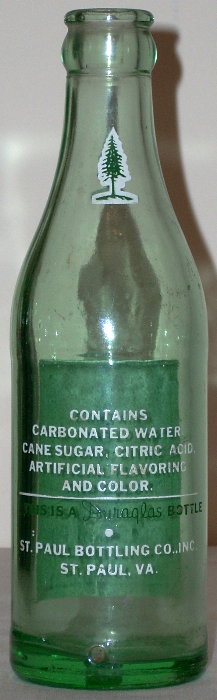 CONTAINS
CARBONATED WATER
CANE SUGAR, CITRIC ACID,
ARTIFICIAL FLAVORING
AND COLOR.
THIS IS A Duraglas BOTTLE
ST. PAUL BOTTLING CO., INC.
ST. PAUL, VA.